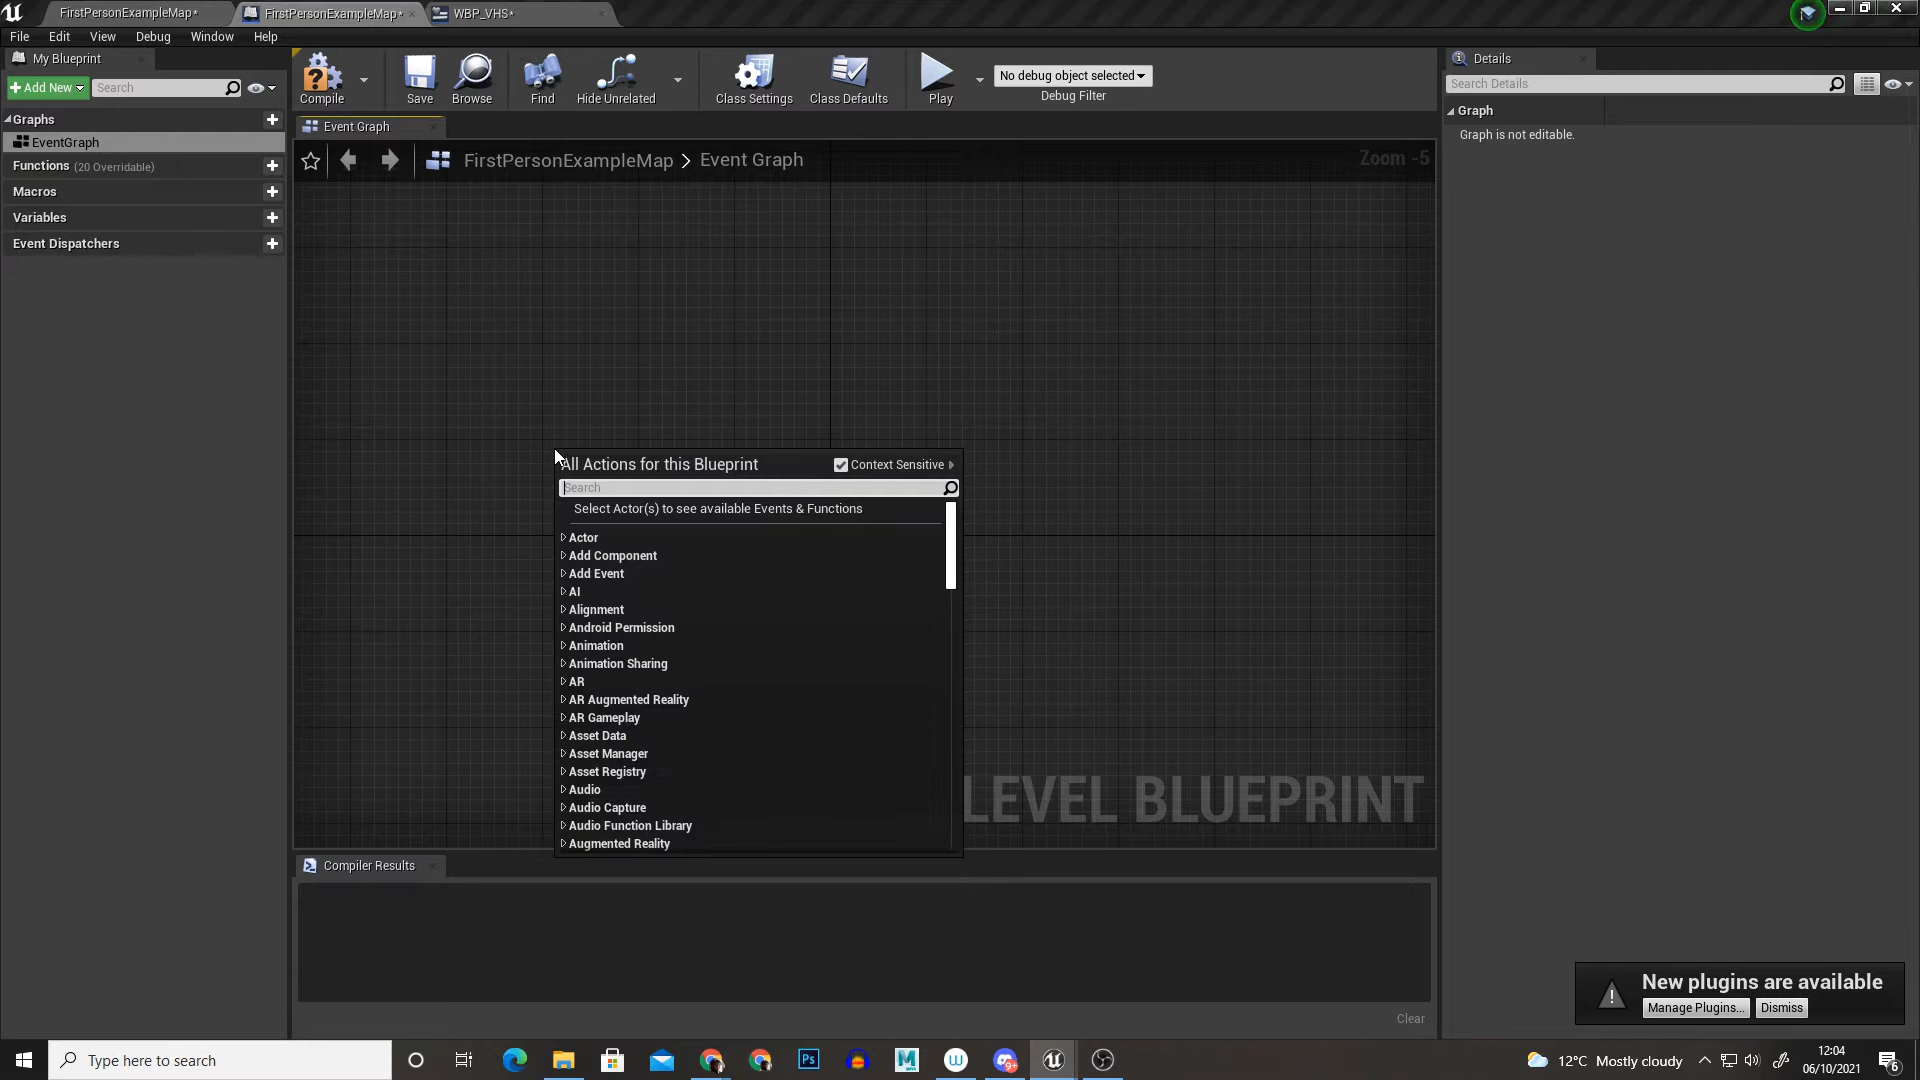 FirstPersonExampleMap*
FirstPersonExampleMap*
WBP_VHS*
File Edit View Debug Window Help
My Blueprint
Add New
Search
Graphs
EventGraph
Functions (20 Overridable)
Macros
Variables
Event Dispatchers
Compile
Save
Browse
Find
Hide Unrelated
Class Settings
Class Defaults
Play
No debug object selected
Debug Filter
Event Graph
FirstPersonExampleMap > Event Graph
Zoom -5
All Actions for this Blueprint
Context Sensitive
Search
Select Actor(s) to see available Events & Functions
Actor
Add Component
Add Event
AI
Alignment
Android Permission
Animation
Animation Sharing
AR
AR Augmented Reality
AR Gameplay
Asset Data
Asset Manager
Asset Registry
Audio
Audio Capture
Audio Function Library
Augmented Reality
LEVEL BLUEPRINT
Compiler Results
Clear
Details
Search Details
Graph
Graph is not editable.
New plugins are available
Manage Plugins...
Dismiss
Type here to search
Ps
M
W
9+
12°C Mostly cloudy
12:04
06/10/2021
6